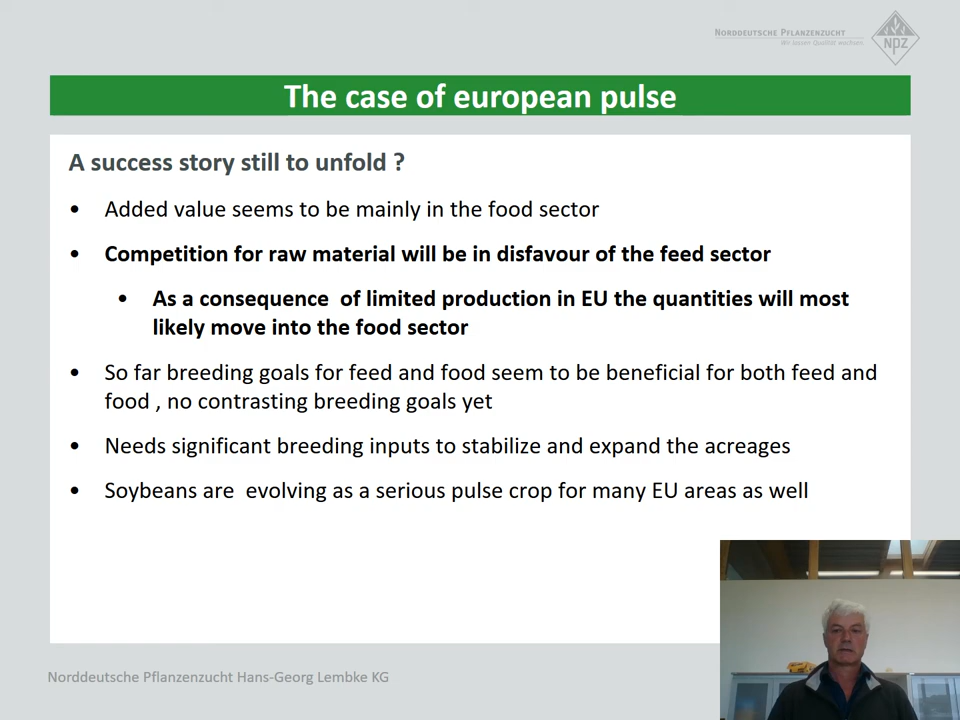 Norddeutsche Pflanzenzucht
Wir lassen Qualität wachsen.
NPZ
The case of european pulse
A success story still to unfold ?
• Added value seems to be mainly in the food sector
• Competition for raw material will be in disfavour of the feed sector
• As a consequence of limited production in EU the quantities will most
likely move into the food sector
• So far breeding goals for feed and food seem to be beneficial for both feed and
food , no contrasting breeding goals yet
• Needs significant breeding inputs to stabilize and expand the acreages
• Soybeans are evolving as a serious pulse crop for many EU areas as well
Norddeutsche Pflanzenzucht Hans-Georg Lembke KG